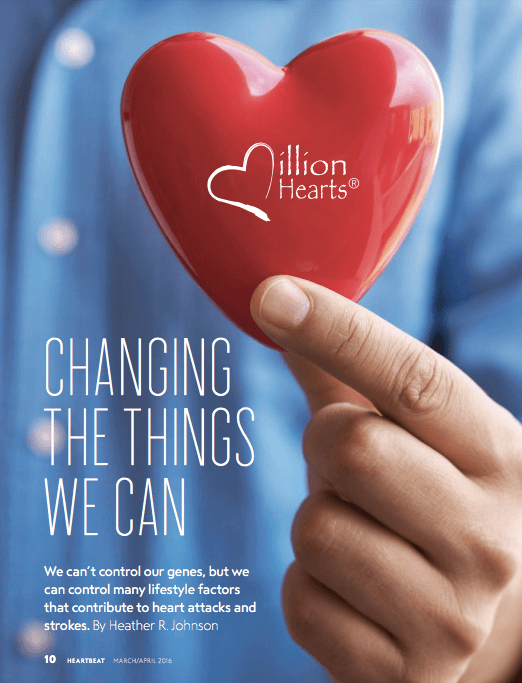 Million
Hearts®
CHANGING
THE THINGS
WE CAN
We can't control our genes, but we
can control many lifestyle factors
that contribute to heart attacks and
strokes. By Heather R. Johnson
10 HEARTBEAT MARCH/APRIL 2016